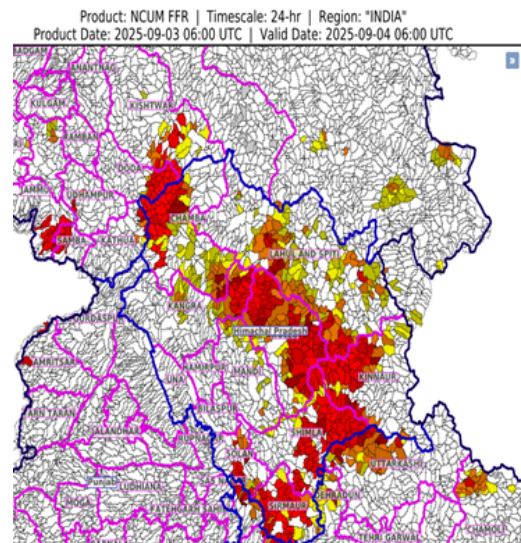 Product: NCUM FFR | Timescale: 24-hr | Region: "INDIA"
Product Date: 2025-09-03 06:00 UTC | Valid Date: 2025-09-04 06:00 UTC
»
ANANTNAG
KULGAM
KISHTWAR
RAMBAN
DODA
JAMMU
UDHAMPUR
CHAMBA
SAMBA
KATHUA
LAHUL AND SPITI
KANGRA
GURDASPUR
Himachal Pradesh
AMRITSAR
HAMIRPUR
MANDI
KINNAUR
UNA
TARN TARAN
BILASPUR
JALANDHAR
RUPNAGAR
SHIMLA
SOLAN
UTTARKASHI
Punjab
LUDHIANA
SAS N
DEHRADUN
MOGA
FATEHGARH SAHI
SIRMAUR
CHAMOLI
TEHRI GARWAL